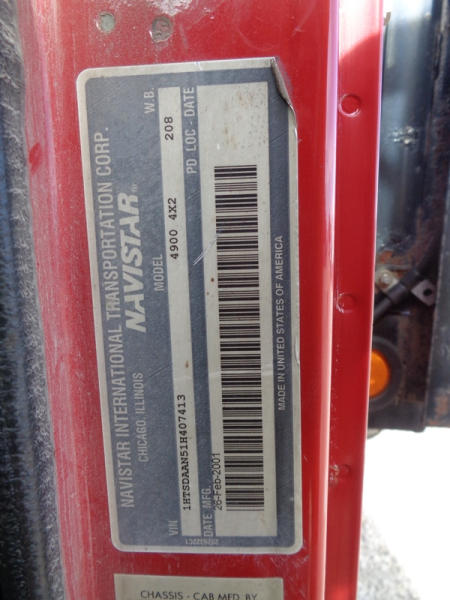 NAVISTAR INTERNATIONAL TRANSPORTATION CORP.
CHICAGO, ILLINOIS
NAVISTAR
MODEL W.B.
VIN
1HTSDAAN51H407413 4900 4X2 208
DATE MFG. PD LOC - DATE
26-Feb-2001
MADE IN UNITED STATES OF AMERICA
CHASSIS - CAB MFD. BY